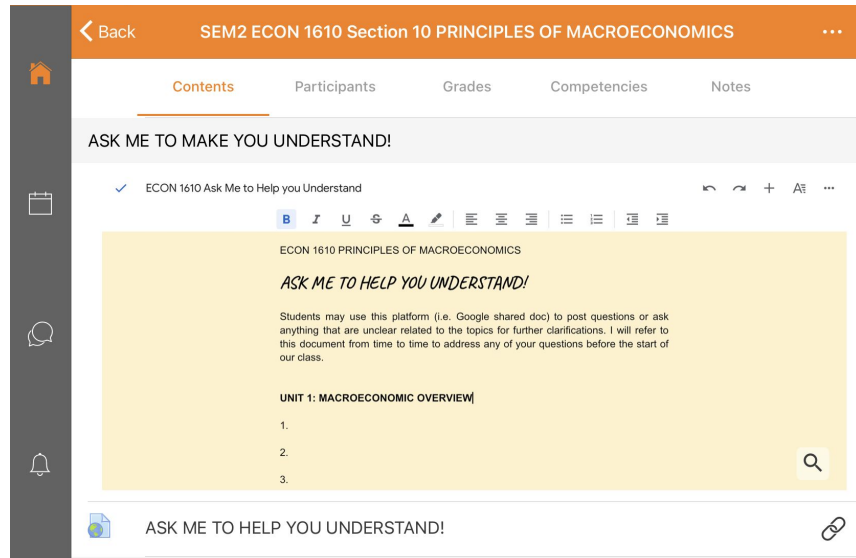 Back
SEM2 ECON 1610 Section 10 PRINCIPLES OF MACROECONOMICS
Contents
Participants
Grades
Competencies
Notes
ASK ME TO MAKE YOU UNDERSTAND!
ECON 1610 Ask Me to Help you Understand
B I U S A
ECON 1610 PRINCIPLES OF MACROECONOMICS
ASK ME TO HELP YOU UNDERSTAND!
Students may use this platform (i.e. Google shared doc) to post questions or ask
anything that are unclear related to the topics for further clarifications. I will refer to
this document from time to time to address any of your questions before the start of
our class.
UNIT 1: MACROECONOMIC OVERVIEW
1.
2.
3.
ASK ME TO HELP YOU UNDERSTAND!